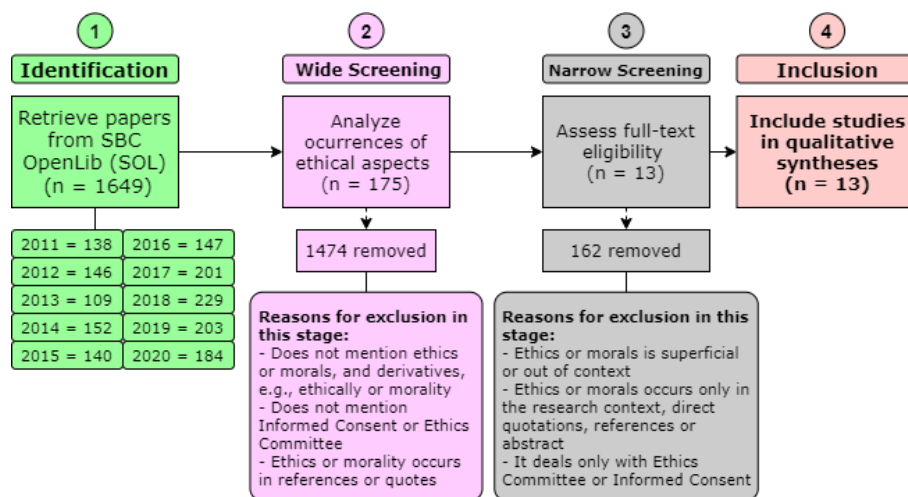 1
Identification
Retrieve papers
from SBC
OpenLib (SOL)
(n = 1649)
2011 = 138
2016 = 147
2012 = 146
2017 = 201
2013 = 109
2018 = 229
2014 = 152
2019 = 203
2015 = 140
2020 = 184
2
Wide Screening
Analyze
ocurrences of
ethical aspects
(n = 175)
1474 removed
Reasons for exclusion in
this stage:
- Does not mention ethics
or morals, and derivatives,
e.g., ethically or morality
- Does not mention
Informed Consent or Ethics
Committee
- Ethics or morality occurs
in references or quotes
3
Narrow Screening
Assess full-text
eligibility
(n = 13)
162 removed
Reasons for exclusion in this
stage:
- Ethics or morals is superficial
or out of context
- Ethics or morals occurs only in
the research context, direct
quotations, references or
abstract
- It deals only with Ethics
Committee or Informed Consent
4
Inclusion
Include studies
in qualitative
syntheses
(n = 13)